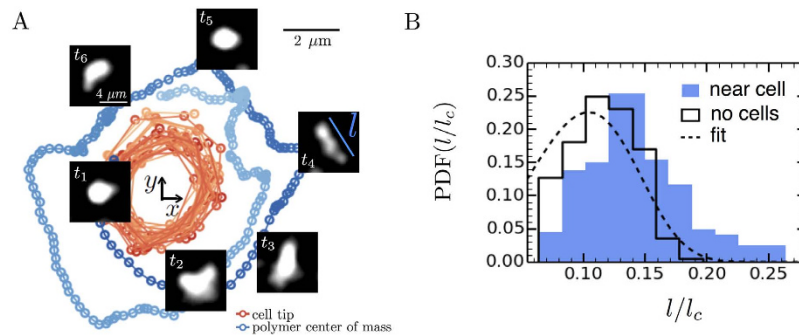 A
t5
2 μm
t6
4 μm
l
t4
t1
y
x
t2
t3
cell tip
polymer center of mass
B
0.30
0.25
0.20
0.15
0.10
0.05
0.00
PDF(l/lc)
near cell
no cells
fit
0.10 0.15 0.20 0.25
l/lc